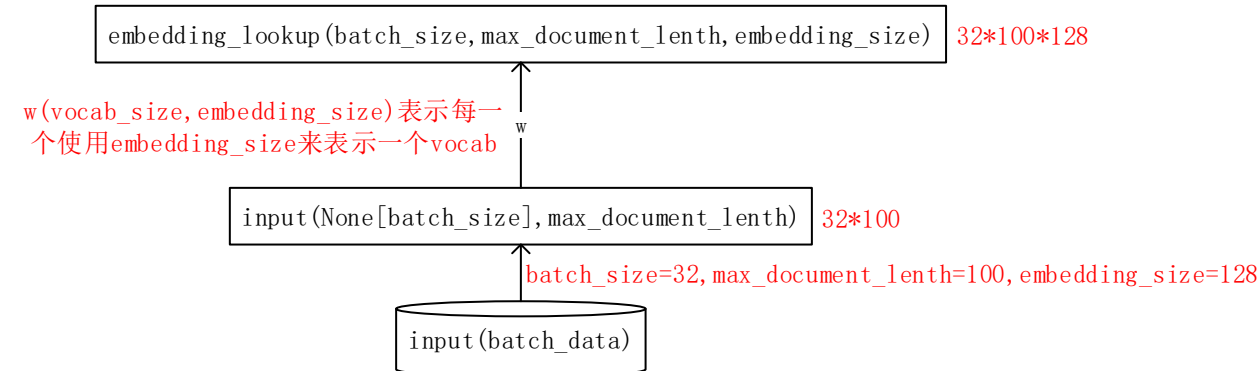 embedding_lookup(batch_size,max_document_lenth,embedding_size)
32*100*128
w(vocab_size,embedding_size)表示每一
个使用embedding_size来表示一个vocab
w
input(None[batch_size],max_document_lenth)
32*100
batch_size=32,max_document_lenth=100,embedding_size=128
input(batch_data)